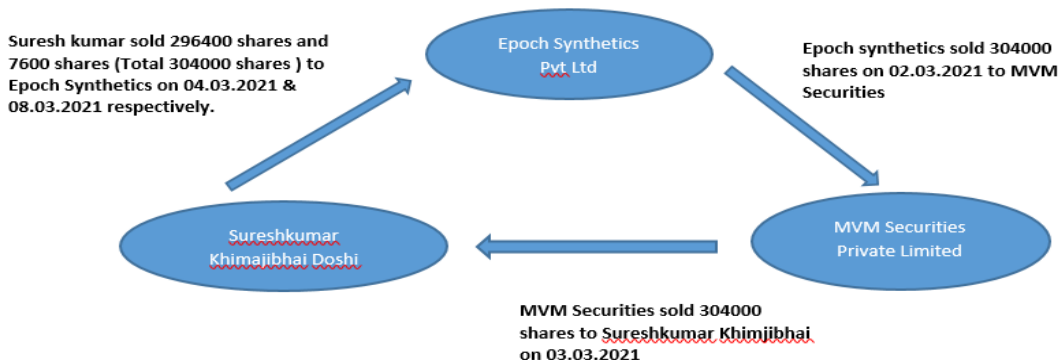 Suresh kumar sold 296400 shares and
7600 shares (Total 304000 shares ) to
Epoch Synthetics on 04.03.2021 &
08.03.2021 respectively.
Epoch Synthetics
Pvt Ltd
Epoch synthetics sold 304000
shares on 02.03.2021 to MVM
Securities
Sureshkumar
Khimajibhai Doshi
MVM Securities
Private Limited
MVM Securities sold 304000
shares to Sureshkumar Khimjibhai
on 03.03.2021